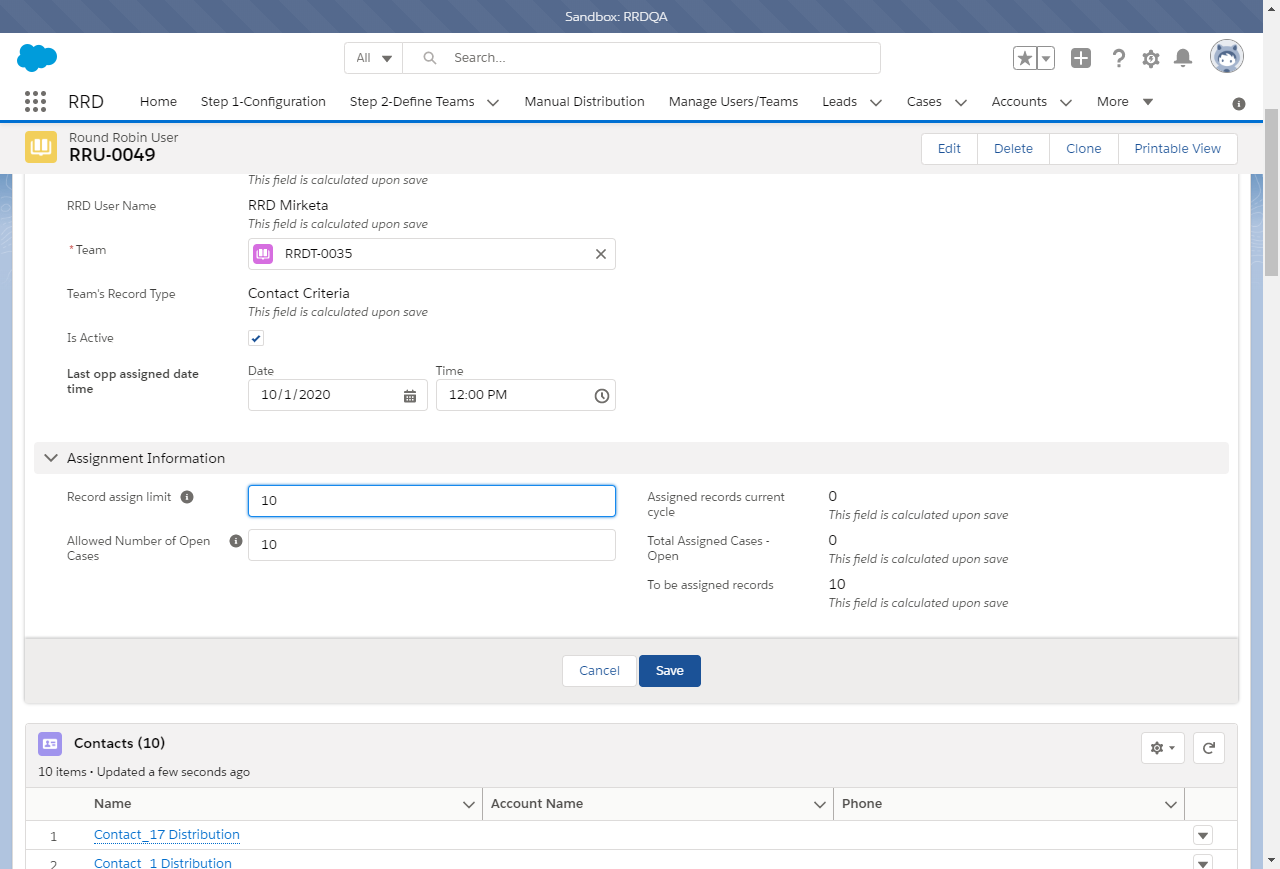 Sandbox: RRDQA
All
Search...
RRD
Home
Step 1-Configuration
Step 2-Define Teams
Manual Distribution
Manage Users/Teams
Leads
Cases
Accounts
More
Round Robin User
RRU-0049
Edit
Delete
Clone
Printable View
This field is calculated upon save
RRD User Name
RRD Mirketa
This field is calculated upon save
*Team
RRDT-0035
Team's Record Type
Contact Criteria
This field is calculated upon save
Is Active
Last opp assigned date
time
Date
Time
10/1/2020
12:00 PM
Assignment Information
Record assign limit
10
Assigned records current
cycle
0
This field is calculated upon save
Allowed Number of Open
Cases
10
Total Assigned Cases -
Open
0
This field is calculated upon save
To be assigned records
10
This field is calculated upon save
Cancel
Save
Contacts (10)
10 items • Updated a few seconds ago
Name
Account Name
Phone
1
Contact_17 Distribution
2
Contact_1 Distribution